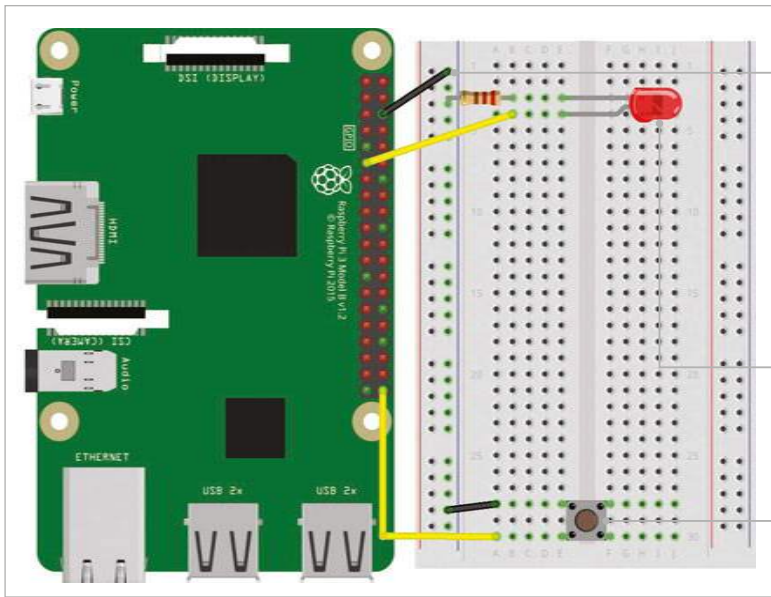 DSI (DISPLAY)
Power
GPIO
HDMI
Raspberry Pi 3 Model B v1.2
© Raspberry Pi 2015
CSI (CAMERA)
Audio
ETHERNET
USB 2x
USB 2x
A B C D E F G H I J
1 1
5 5
10 10
15 15
20 20
25 25
30 30
A B C D E F G H I J